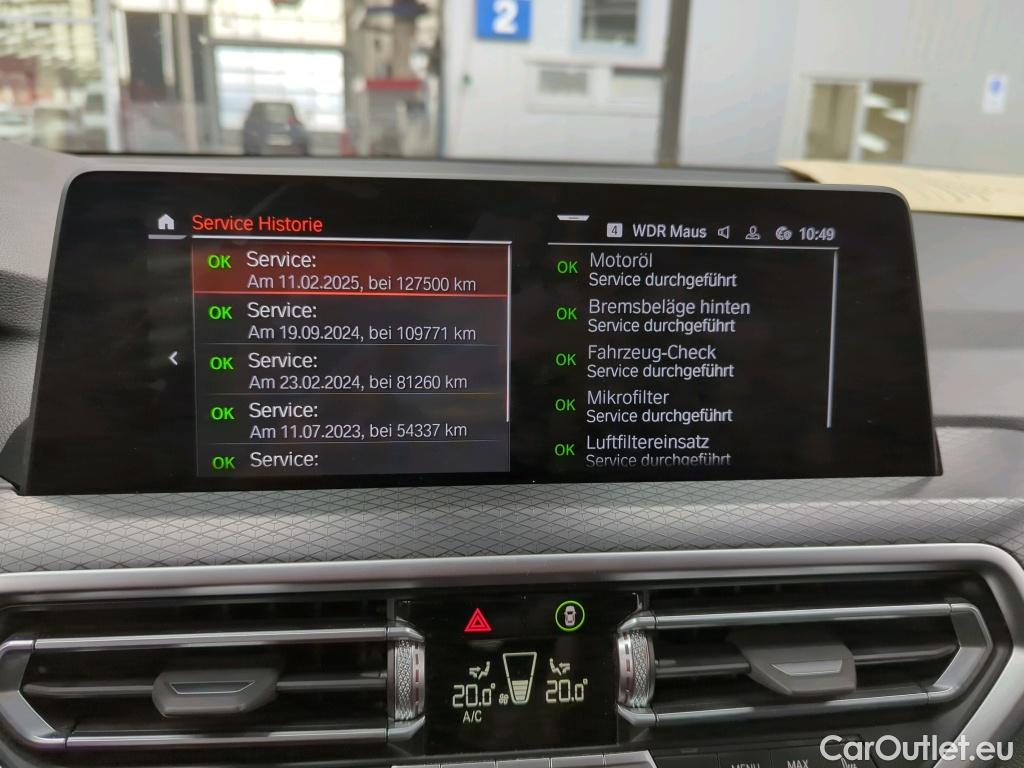 2
Service Historie
4 WDR Maus 10:49
OK Service:
Am 11.02.2025, bei 127500 km
OK Service:
Am 19.09.2024, bei 109771 km
OK Service:
Am 23.02.2024, bei 81260 km
OK Service:
Am 11.07.2023, bei 54337 km
OK Service:
OK Motoröl
Service durchgeführt
OK Bremsbeläge hinten
Service durchgeführt
OK Fahrzeug-Check
Service durchgeführt
OK Mikrofilter
Service durchgeführt
OK Luftfiltereinsatz
Service durchgeführt
20.0° 20.0°
A/C
MENU MAX
CarOutlet.eu